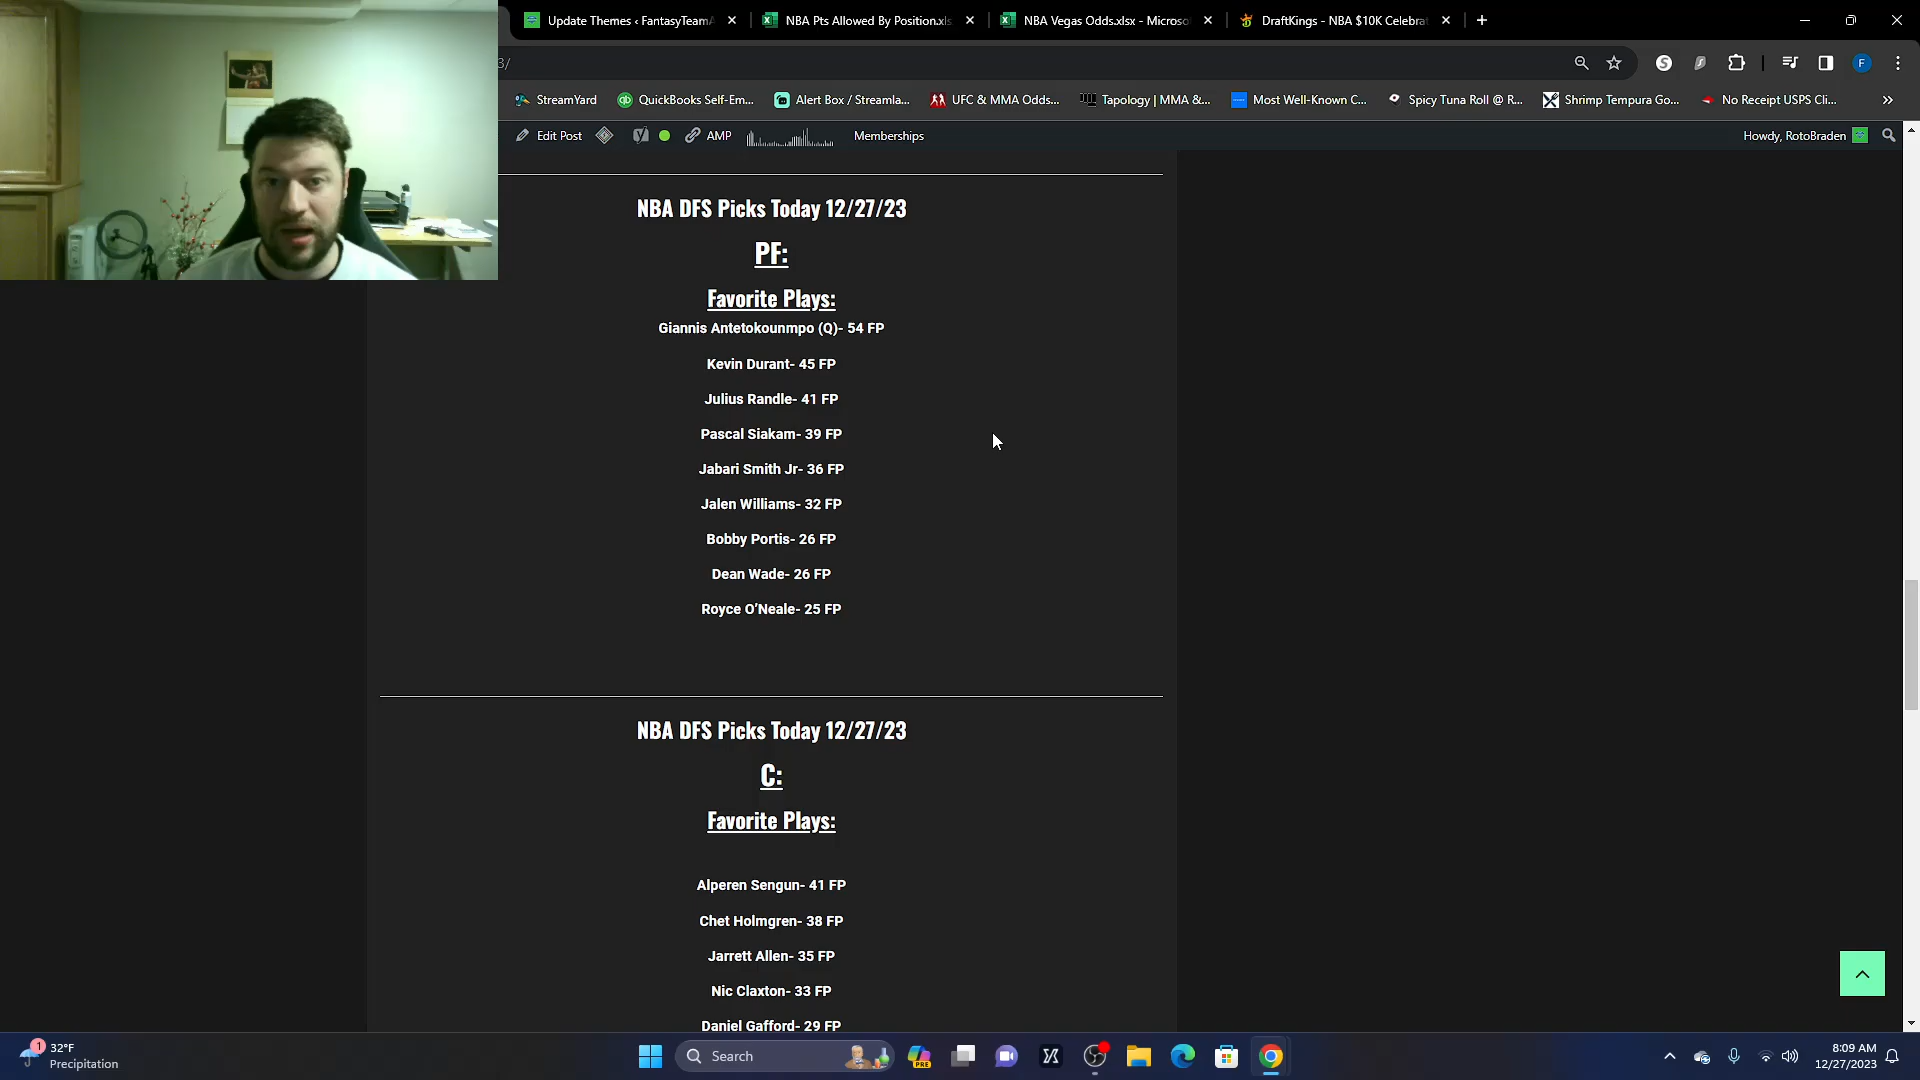 Update Themes ‹ FantasyTeamA
NBA Pts Allowed By Position.xls
NBA Vegas Odds.xlsx - Microso
DraftKings - NBA $10K Celebrat
3/
F
StreamYard
QuickBooks Self-Em...
Alert Box / Streamla...
UFC & MMA Odds...
Tapology | MMA &...
Most Well-Known C...
Spicy Tuna Roll @ R...
Shrimp Tempura Go...
No Receipt USPS Cli...
Edit Post
AMP
Memberships
Howdy, RotoBraden
NBA DFS Picks Today 12/27/23
PF:
Favorite Plays:
Giannis Antetokounmpo (Q)- 54 FP
Kevin Durant- 45 FP
Julius Randle- 41 FP
Pascal Siakam- 39 FP
Jabari Smith Jr- 36 FP
Jalen Williams- 32 FP
Bobby Portis- 26 FP
Dean Wade- 26 FP
Royce O’Neale- 25 FP
NBA DFS Picks Today 12/27/23
C:
Favorite Plays:
Alperen Sengun- 41 FP
Chet Holmgren- 38 FP
Jarrett Allen- 35 FP
Nic Claxton- 33 FP
Daniel Gafford- 29 FP
1
32°F
Precipitation
Search
PRE
8:09 AM
12/27/2023